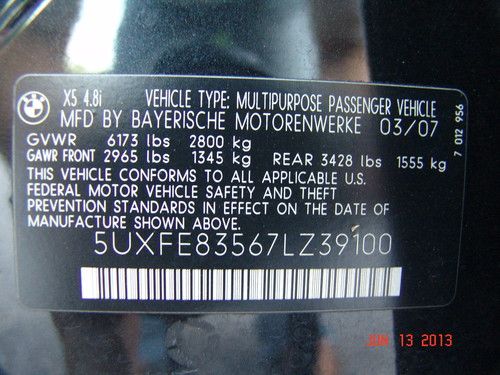 BMW
X5 4.8i VEHICLE TYPE: MULTIPURPOSE PASSENGER VEHICLE
MFD BY BAYERISCHE MOTORENWERKE 03/07
GVWR 6173 lbs 2800 kg
GAWR FRONT 2965 lbs 1345 kg REAR 3428 lbs 1555 kg
THIS VEHICLE CONFORMS TO ALL APPLICABLE U.S.
FEDERAL MOTOR VEHICLE SAFETY AND THEFT
PREVENTION STANDARDS IN EFFECT ON THE DATE OF
MANUFACTURE SHOWN ABOVE.
5UXFE83567LZ39100
7 012 956
JUN 13 2013